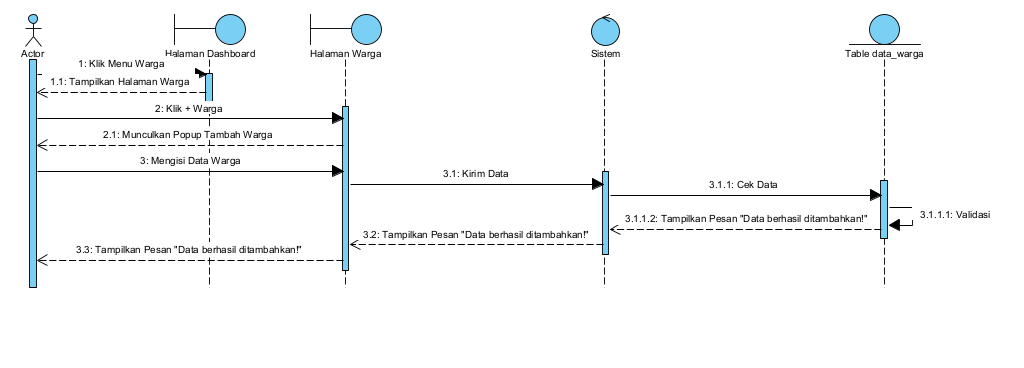 Actor
Halaman Dashboard
Halaman Warga
Sistem
Table data_warga
1: Klik Menu Warga
1.1: Tampilkan Halaman Warga
2: Klik + Warga
2.1: Munculkan Popup Tambah Warga
3: Mengisi Data Warga
3.1: Kirim Data
3.1.1: Cek Data
3.1.1.1: Validasi
3.1.1.2: Tampilkan Pesan "Data berhasil ditambahkan!"
3.2: Tampilkan Pesan "Data berhasil ditambahkan!"
3.3: Tampilkan Pesan "Data berhasil ditambahkan!"